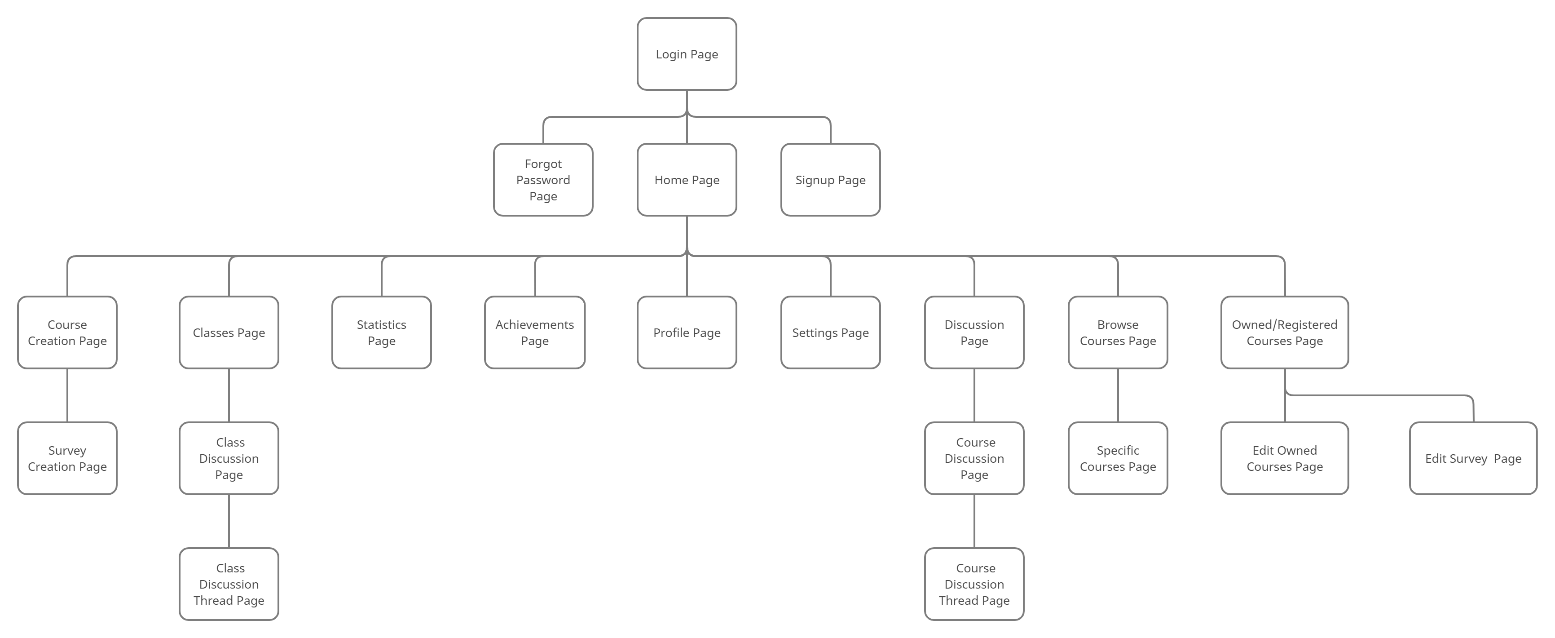 Login Page
Forgot
Password
Page
Home Page
Signup Page
Course
Creation Page
Classes Page
Statistics
Page
Achievements
Page
Profile Page
Settings Page
Discussion
Page
Browse
Courses Page
Owned/Registered
Courses Page
Survey
Creation Page
Class
Discussion
Page
Course
Discussion
Page
Specific
Courses Page
Edit Owned
Courses Page
Edit Survey  Page
Class
Discussion
Thread Page
Course
Discussion
Thread Page